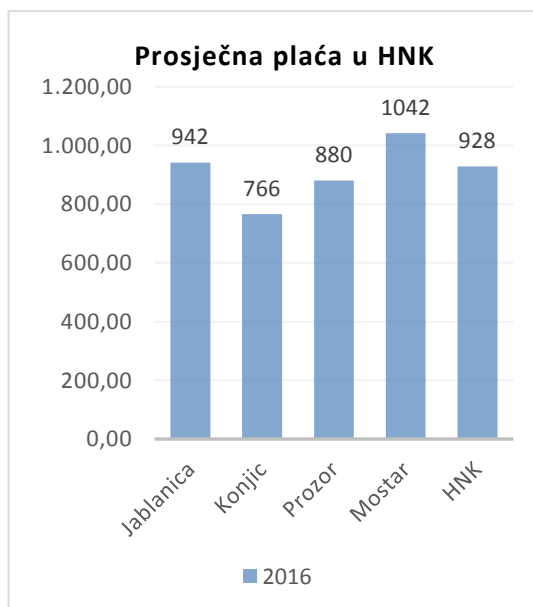 Prosječna plaća u HNK
1.200,00
1.000,00
800,00
600,00
400,00
200,00
0,00
942
766
880
1042
928
Jablanica
Konjic
Prozor
Mostar
HNK
2016